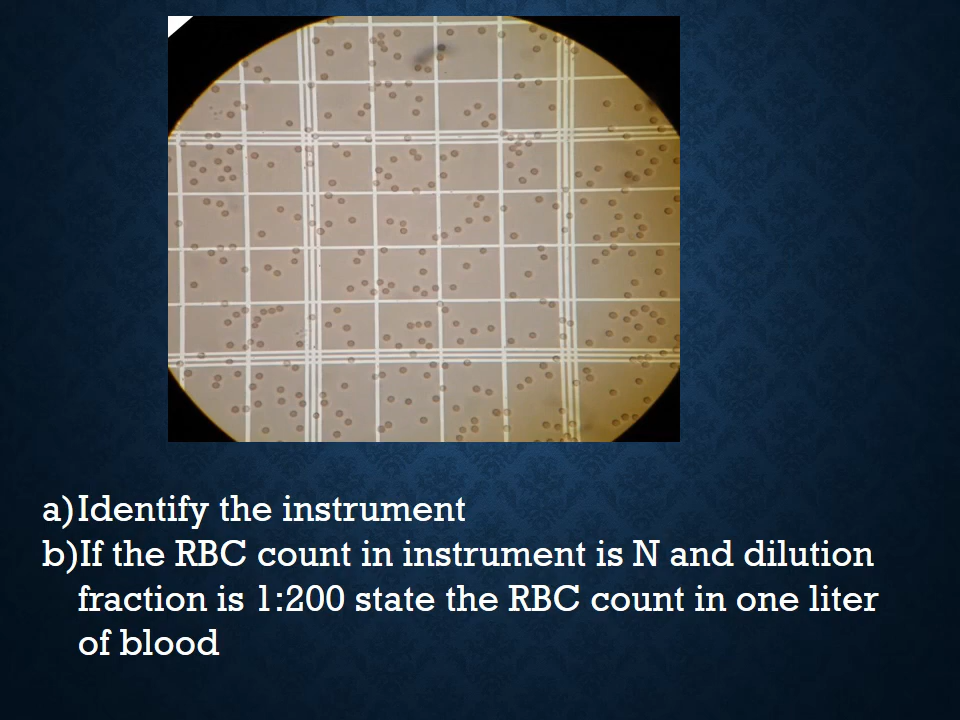 a)Identify the instrument
b)If the RBC count in instrument is N and dilution
fraction is 1:200 state the RBC count in one liter
of blood